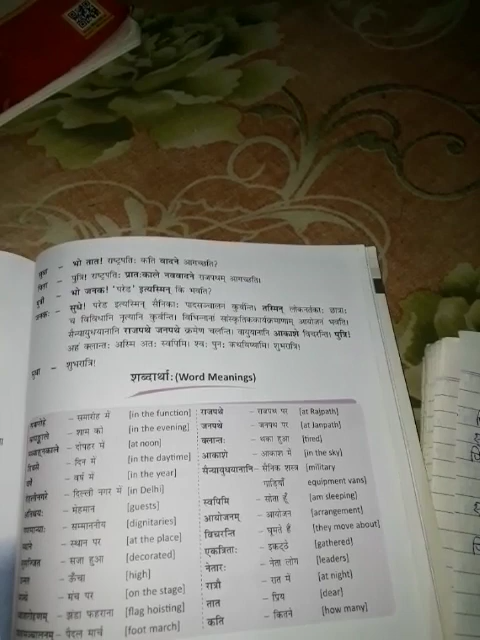 सुधा – भो तात! राष्ट्रपतिः कति वादने आगच्छति?
पिता – पुत्रि! राष्ट्रपतिः प्रातःकाले नववादने राजपथम् आगच्छति।
पुत्री – भो जनक! 'परेड' इत्यस्मिन् किं भवति?
जनकः – सुधे! परेड इत्यस्मिन् सैनिकाः पादसञ्चालनं कुर्वन्ति। तस्मिन् लोकनर्तकाः छात्राः
च विविधानि नृत्यानि कुर्वन्ति। सांस्कृतिककार्यक्रमाणाम् आयोजनं भवति।
सैन्यायुधयानानि राजपथे जनपथे क्रमेण चलन्ति। वायुयानानि आकाशे विचरन्ति। पुत्रि!
अहं क्लान्तः अस्मि अतः स्वपिमि। श्वः पुनः कथयिष्यामि। शुभरात्रिः!
सुधा – शुभरात्रिः!
शब्दार्थाः (Word Meanings)
– समारोह में [in the function] राजपथे – राजपथ पर [at Rajpath]
– शाम को [in the evening] जनपथे – जनपथ पर [at Janpath]
– दोपहर में [at noon] क्लान्तः – थका हुआ [tired]
– दिन में [in the daytime] आकाशे – आकाश में [in the sky]
– वर्ष में [in the year] सैन्यायुधयानानि – सैनिक शस्त्र [military
– दिल्ली नगर में [in Delhi] गाड़ियाँ equipment vans]
– मेहमान [guests] स्वपिमि – सोता हूँ [am sleeping]
– सम्माननीय [dignitaries] आयोजनम् – आयोजन [arrangement]
– स्थान पर [at the place] विचरन्ति – घूमते हैं [they move about]
– सजा हुआ [decorated] एकत्रिताः – इकट्ठे [gathered]
– ऊँचा [high] नेतारः – नेता लोग [leaders]
– मंच पर [on the stage] रात्रौ – रात में [at night]
– झंडा फहराना [flag hoisting] तात – प्रिय [dear]
– पैदल मार्च [foot march] कति – कितने [how many]